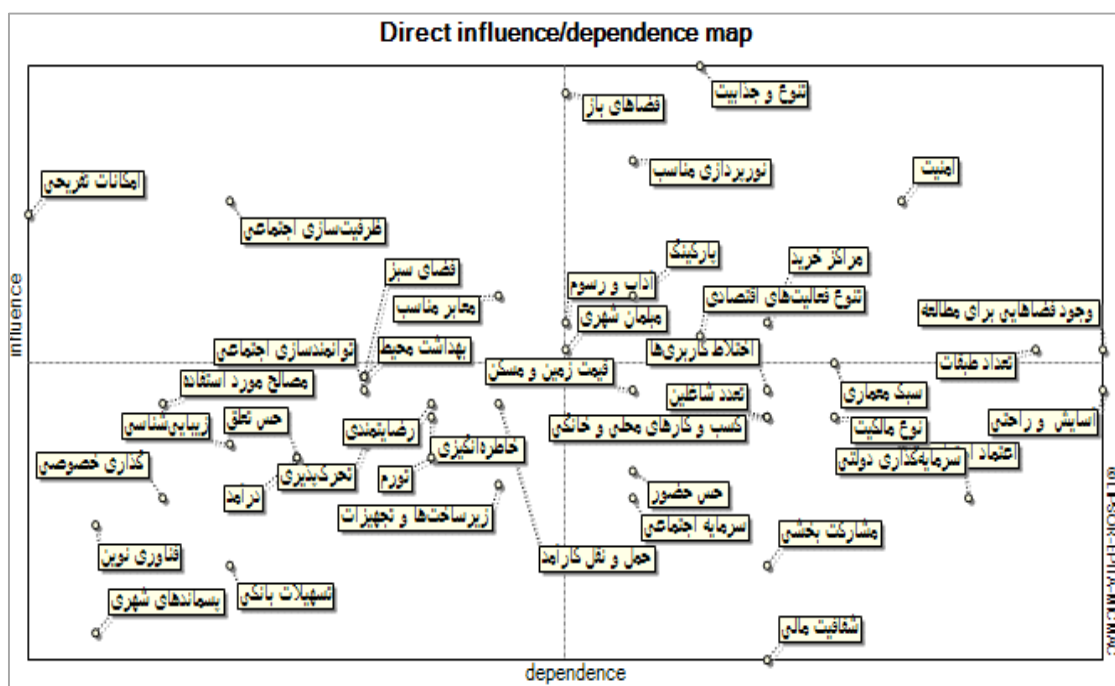 Direct influence/dependence map
تنوع و جذابیت
فضاهای باز
نورپردازی مناسب
امنیت
امکانات تفریحی
ظرفیت‌سازی اجتماعی
پارکینگ
مراکز خرید
فضای سبز
آداب و رسوم
معابر مناسب
تنوع فعالیت‌های اقتصادی
وجود فضاهایی برای مطالعه
مبلمان شهری
توانمندسازی اجتماعی
بهداشت محیط
اختلاط کاربری‌ها
تعداد طبقات
قیمت زمین و مسکن
مصالح مورد استفاده
تعدد شاغلین
سبک معماری
حس تعلق
زیبایی‌شناسی
رضایتمندی
کسب و کارهای محلی و خانگی
نوع مالکیت
آسایش و راحتی
خاطره‌انگیزی
گذاری خصوصی
اعتماد
سرمایه‌گذاری دولتی
درآمد
تحرک‌پذیری
تورم
حس حضور
زیرساخت‌ها و تجهیزات
سرمایه اجتماعی
مشارکت بخشی
فناوری نوین
حمل و نقل کارآمد
تسهیلات بانکی
پسماندهای شهری
شفافیت مالی
influence
dependence
© LIPSOR-EPITA-MICMAC